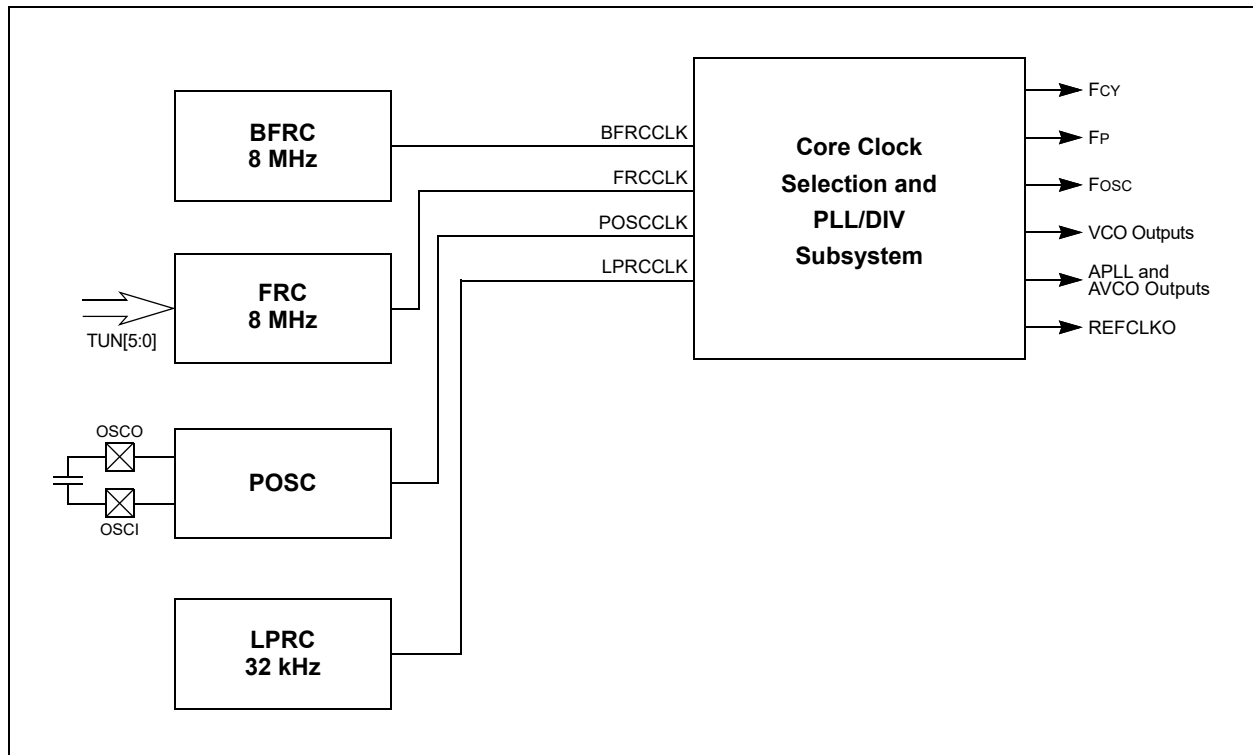 BFRC
8 MHz
BFRCCLK
FRCCLK
POSCCLK
LPRCCLK
FRC
8 MHz
TUN[5:0]
OSCO
OSCI
POSC
LPRC
32 kHz
Core Clock
Selection and
PLL/DIV
Subsystem
FCY
FP
FOSC
VCO Outputs
APLL and
AVCO Outputs
REFCLKO